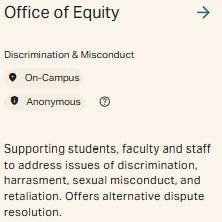 Office of Equity
Discrimination & Misconduct
On-Campus
Anonymous
Supporting students, faculty and staff
to address issues of discrimination,
harrasment, sexual misconduct, and
retaliation. Offers alternative dispute
resolution.